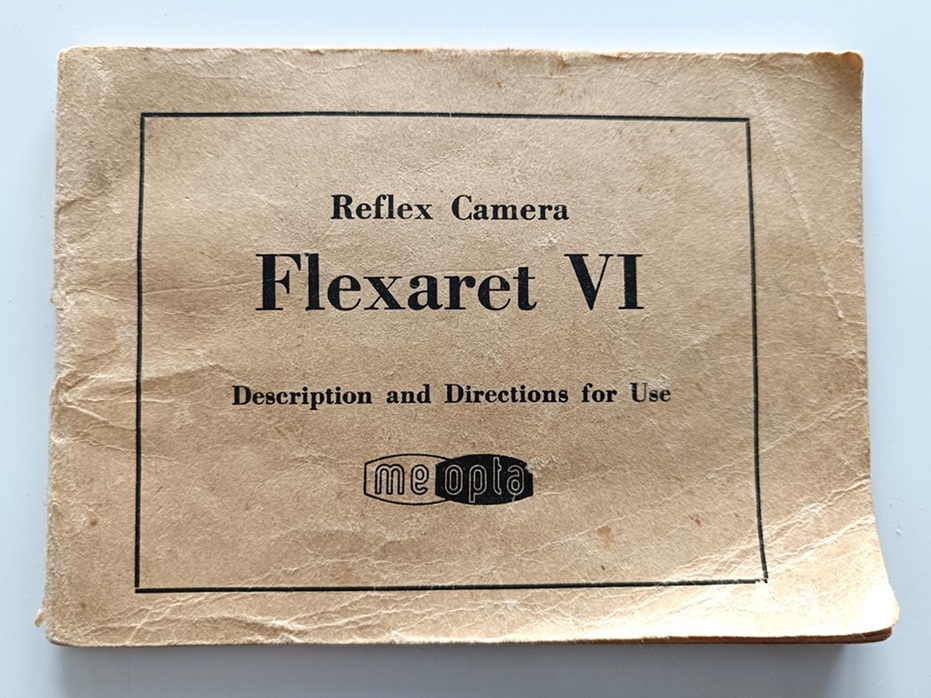 Reflex Camera
Flexaret VI
Description and Directions for Use
meopta